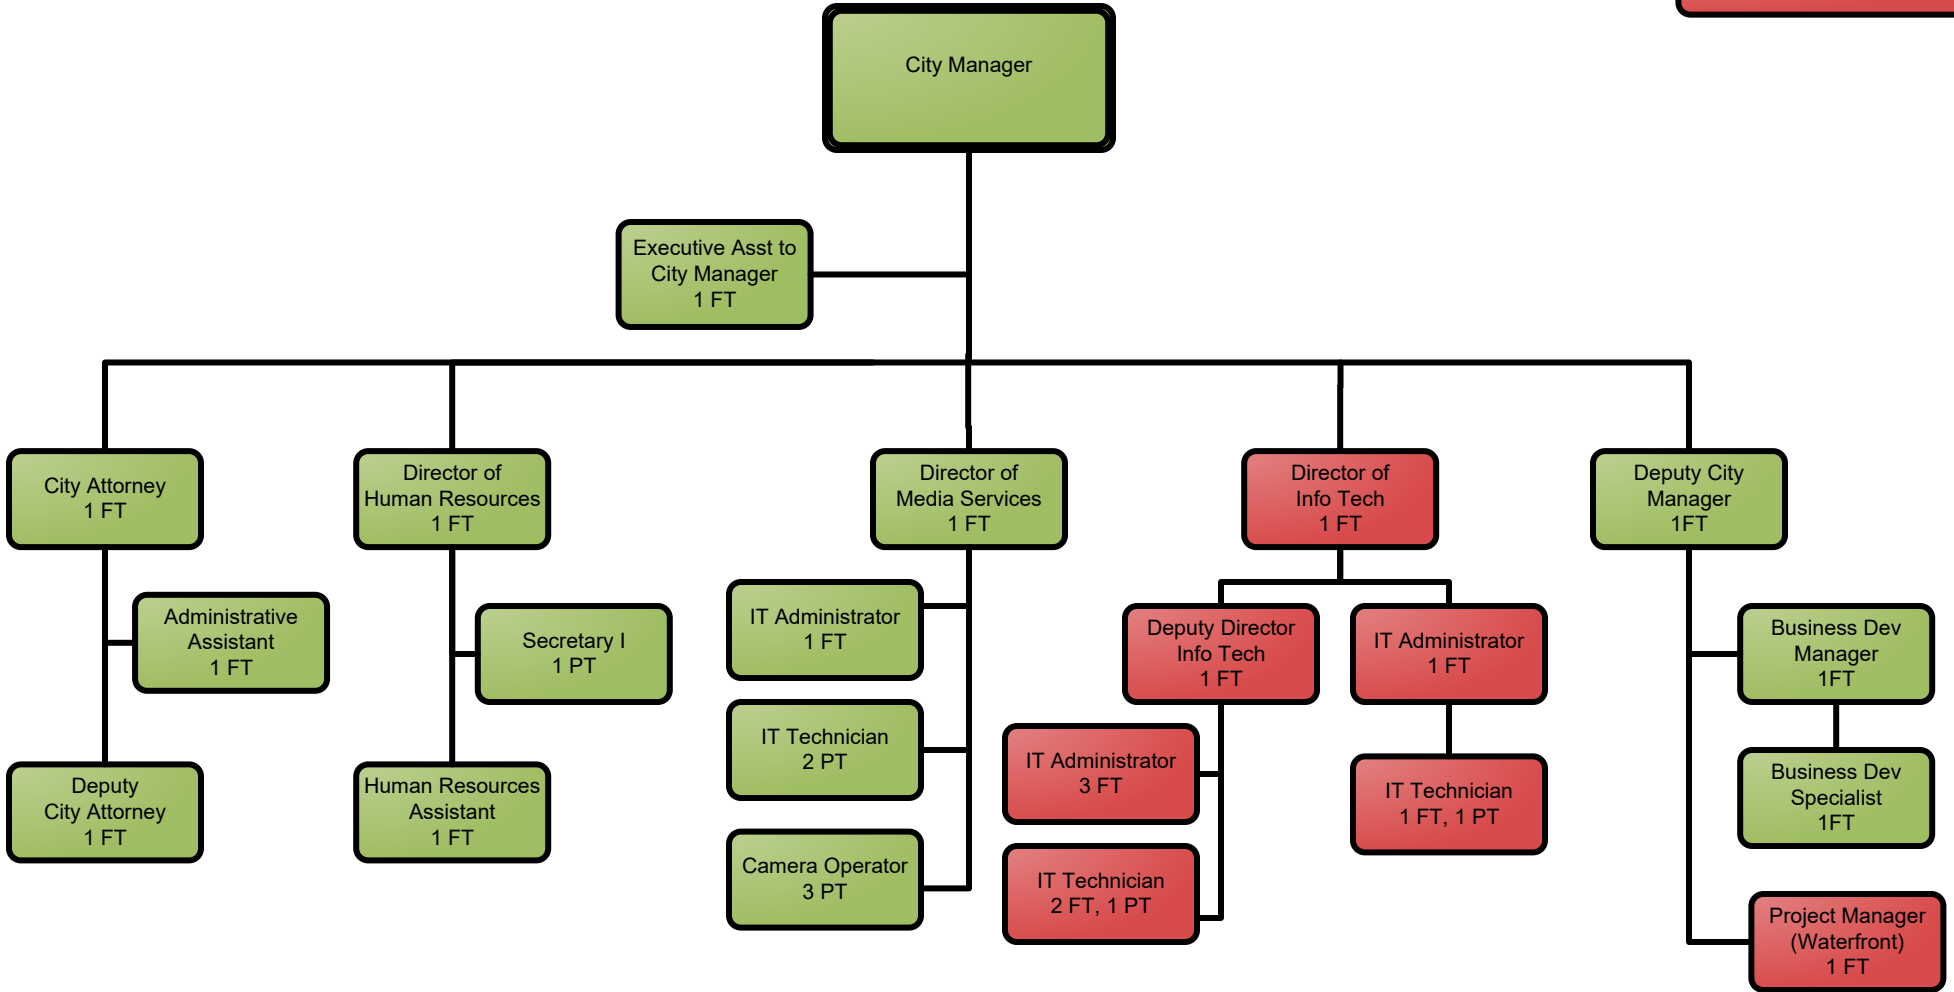 City Manager
Executive Asst to
City Manager
1 FT
City Attorney
1 FT
Director of
Human Resources
1 FT
Director of
Media Services
1 FT
Director of
Info Tech
1 FT
Deputy City
Manager
1FT
Administrative
Assistant
1 FT
Secretary I
1 PT
IT Administrator
1 FT
Deputy Director
Info Tech
1 FT
IT Administrator
1 FT
Business Dev
Manager
1FT
IT Technician
2 PT
IT Administrator
3 FT
IT Technician
1 FT, 1 PT
Business Dev
Specialist
1FT
Deputy
City Attorney
1 FT
Human Resources
Assistant
1 FT
Camera Operator
3 PT
IT Technician
2 FT, 1 PT
Project Manager
(Waterfront)
1 FT